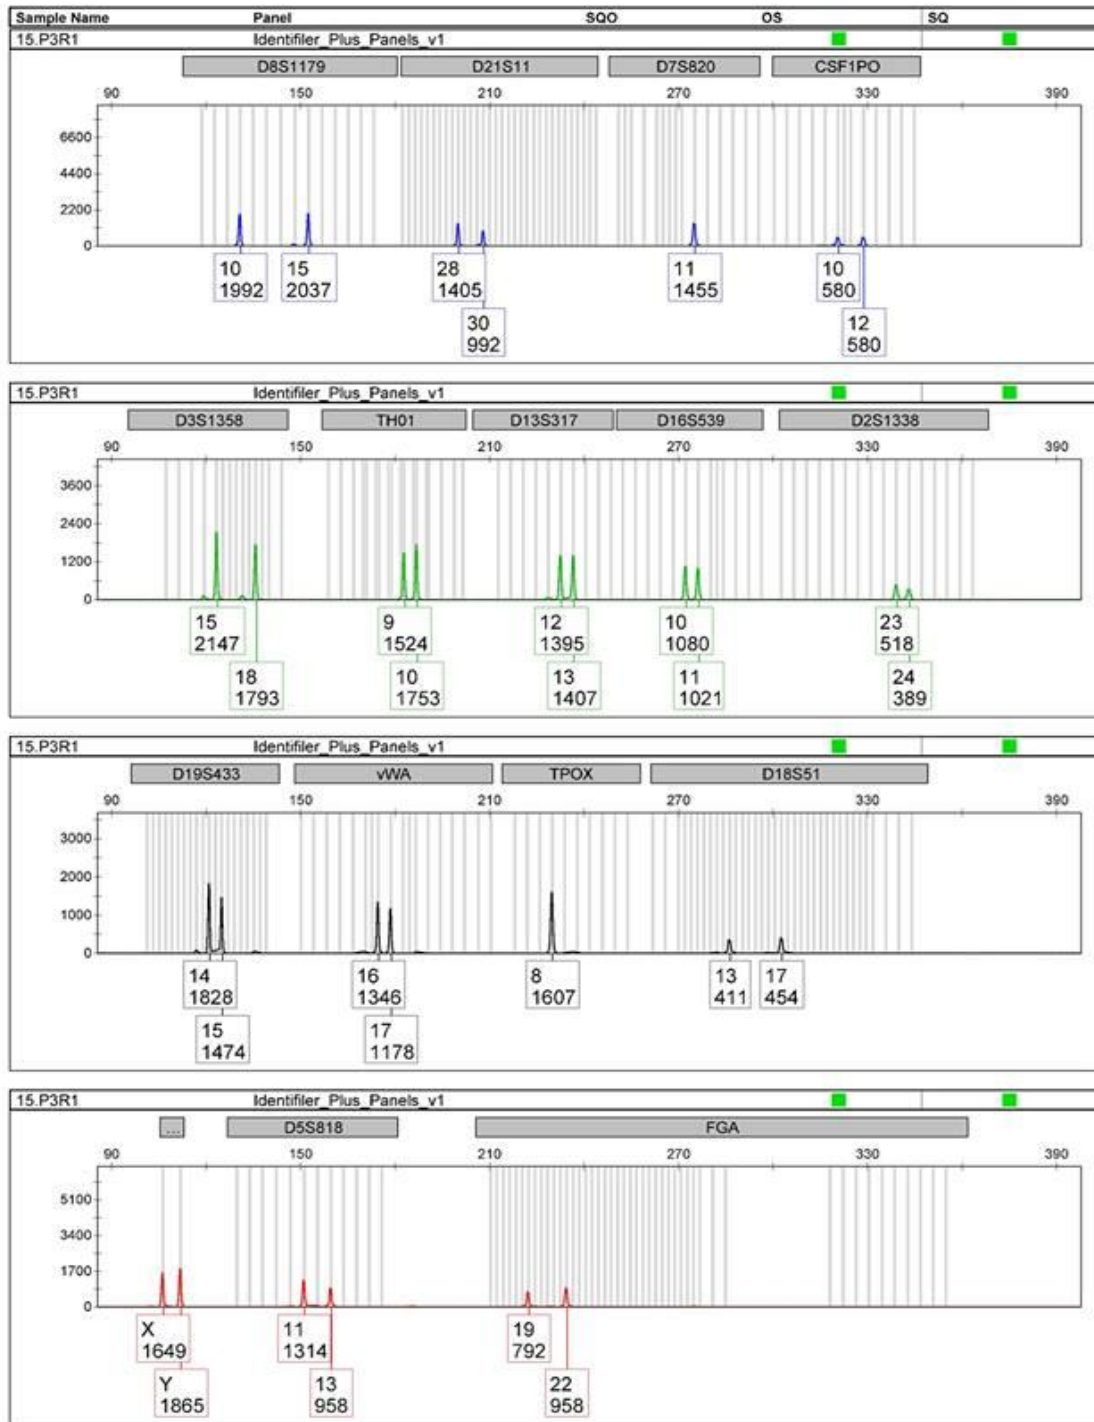 Sample Name Panel SQO OS SQ
15.P3R1 Identifiler_Plus_Panels_v1
D8S1179 D21S11 D7S820 CSF1PO
90 150 210 270 330 390
6600
4400
2200
0
10 15 28 11 10
1992 2037 1405 1455 580
30 12
992 580
15.P3R1 Identifiler_Plus_Panels_v1
D3S1358 TH01 D13S317 D16S539 D2S1338
90 150 210 270 330 390
3600
2400
1200
0
15 9 12 10 23
2147 1524 1395 1080 518
18 10 13 11 24
1793 1753 1407 1021 389
15.P3R1 Identifiler_Plus_Panels_v1
D19S433 vWA TPOX D18S51
90 150 210 270 330 390
3000
2000
1000
0
14 16 8 13 17
1828 1346 1607 411 454
15 17
1474 1178
15.P3R1 Identifiler_Plus_Panels_v1
... D5S818 FGA
90 150 210 270 330 390
5100
3400
1700
0
X 11 19
1649 1314 792
Y 13 22
1865 958 958